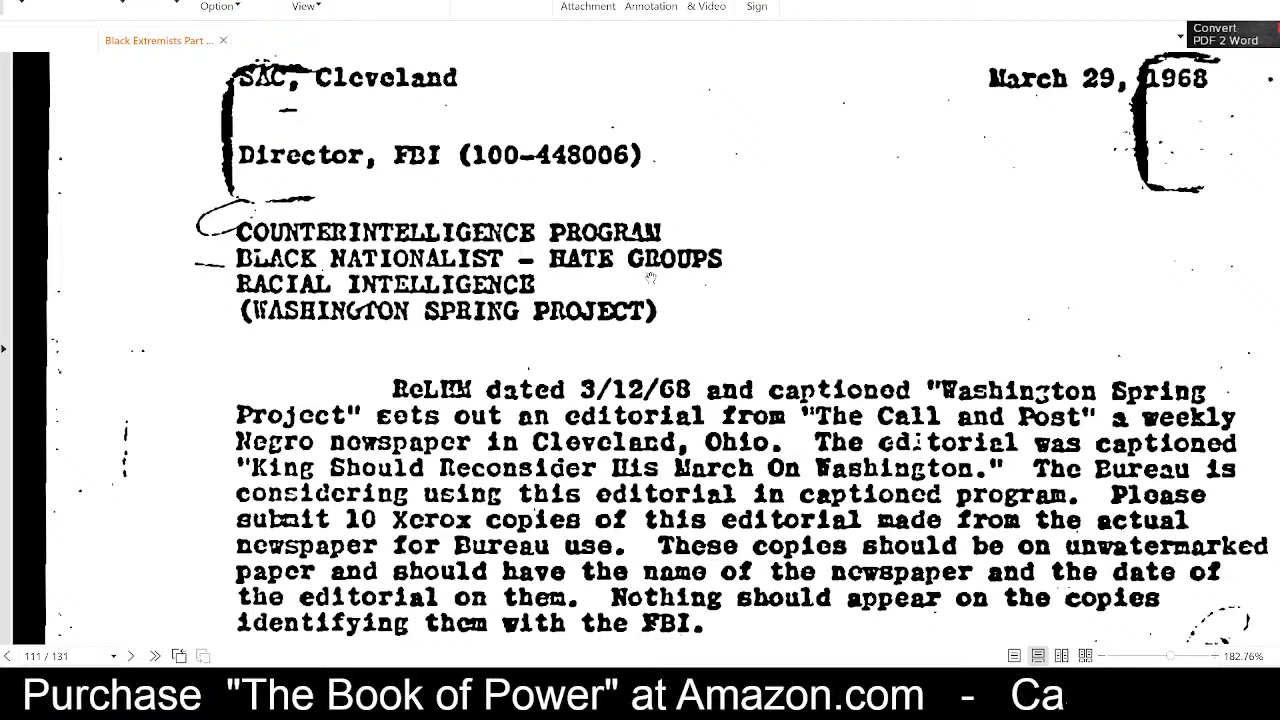 Option
View
Attachment
Annotation
& Video
Sign
Black Extremists Part ...
Convert
PDF 2 Word
SAC, Cleveland
March 29, 1968
Director, FBI (100-448006)
COUNTERINTELLIGENCE PROGRAM
BLACK NATIONALIST - HATE GROUPS
RACIAL INTELLIGENCE
(WASHINGTON SPRING PROJECT)
ReLHM dated 3/12/68 and captioned "Washington Spring
Project" sets out an editorial from "The Call and Post" a weekly
Negro newspaper in Cleveland, Ohio. The editorial was captioned
"King Should Reconsider His March On Washington." The Bureau is
considering using this editorial in captioned program. Please
submit 10 Xerox copies of this editorial made from the actual
newspaper for Bureau use. These copies should be on unwatermarked
paper and should have the name of the newspaper and the date of
the editorial on them. Nothing should appear on the copies
identifying them with the FBI.
111 / 131
182.76%
Purchase "The Book of Power" at Amazon.com - Ca